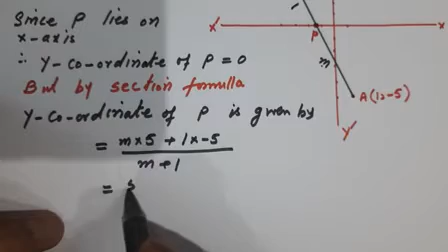 Since P lies on
x-axis
∴ Y-co-ordinate of P = 0
But by section formula
Y-co-ordinate of P is given by
= m×5 + 1×-5
m+1
= 5
X'
P
m
A(1,-5)
Y'